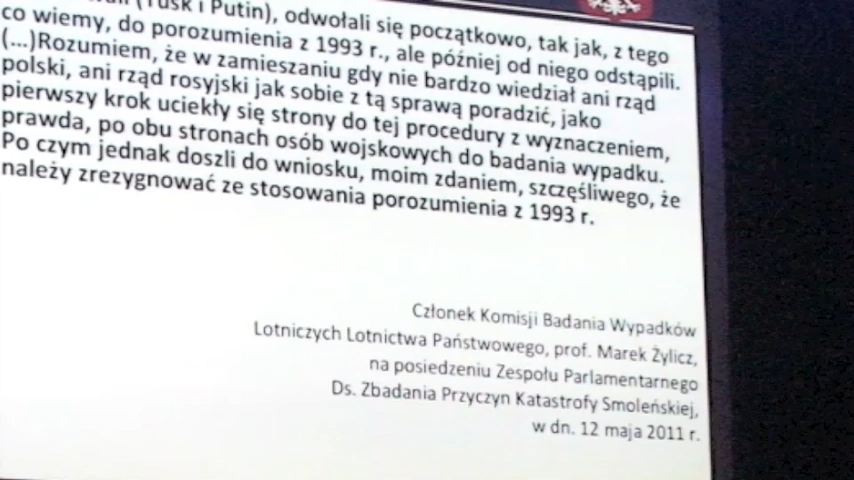 (Tusk i Putin), odwołali się początkowo, tak jak, z tego
co wiemy, do porozumienia z 1993 r., ale później od niego odstąpili.
(...)Rozumiem, że w zamieszaniu gdy nie bardzo wiedział ani rząd
polski, ani rząd rosyjski jak sobie z tą sprawą poradzić, jako
pierwszy krok uciekły się strony do tej procedury z wyznaczeniem,
prawda, po obu stronach osób wojskowych do badania wypadku.
Po czym jednak doszli do wniosku, moim zdaniem, szczęśliwego, że
należy zrezygnować ze stosowania porozumienia z 1993 r.
Członek Komisji Badania Wypadków
Lotniczych Lotnictwa Państwowego, prof. Marek Żylicz,
na posiedzeniu Zespołu Parlamentarnego
Ds. Zbadania Przyczyn Katastrofy Smoleńskiej,
w dn. 12 maja 2011 r.